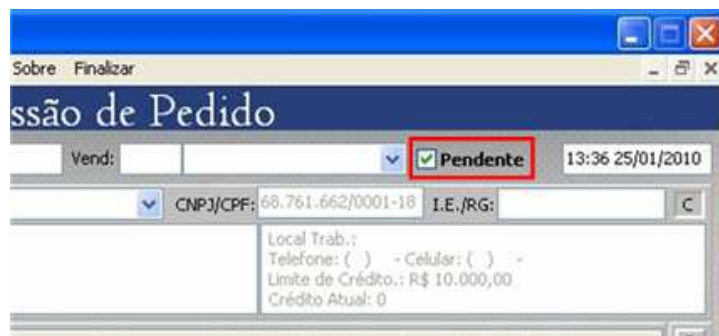 Sobre Finalizar
ssão de Pedido
Vend: Pendente 13:36 25/01/2010
CNPJ/CPF: 68.761.662/0001-18 I.E./RG: C
Local Trab.:
Telefone: ( ) - Celular: ( ) -
Limite de Crédito.: R$ 10.000,00
Crédito Atual: 0